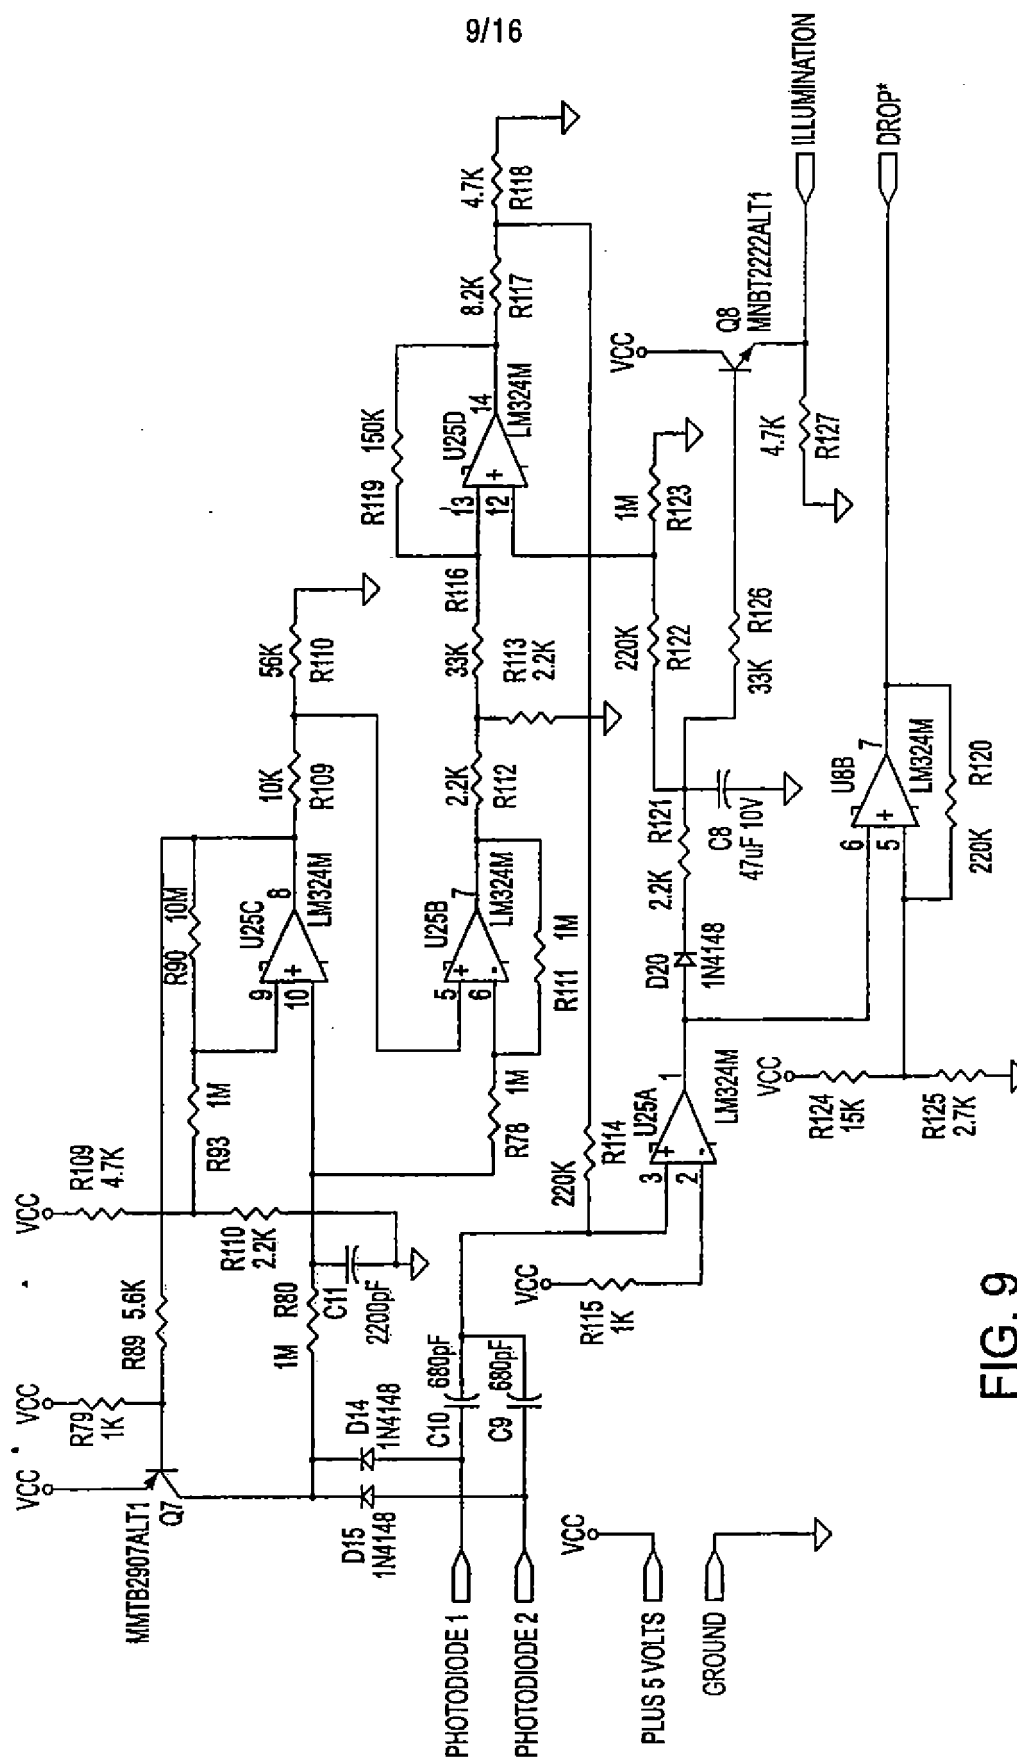 9/16
VCC
VCC
VCC
MMTB2907ALT1
Q7
R79
1K
R89 5.6K
R109
4.7K
R110
2.2K
R93
1M
R90
10M
9
10
U25C
8
LM324M
10K
R109
56K
R110
R80
1M
C11
2200pF
D14
1N4148
D15
1N4148
PHOTODIODE 1
PHOTODIODE 2
C10
680pF
C9
680pF
R78
1M
5
6
U25B
7
LM324M
R111
1M
2.2K
R112
R113
2.2K
33K
R116
R119
150K
13
12
U25D
14
LM324M
8.2K
R117
4.7K
R118
220K
R114
VCC
R115
1K
3
2
U25A
1
LM324M
D20
1N4148
2.2K
R121
C8
47uF 10V
220K
R122
1M
R123
33K
R126
VCC
Q8
MNBT2222ALT1
4.7K
R127
ILLUMINATION
VCC
R124
15K
R125
2.7K
6
5
U8B
7
LM324M
220K
R120
DROP*
VCC
PLUS 5 VOLTS
GROUND
FIG. 9